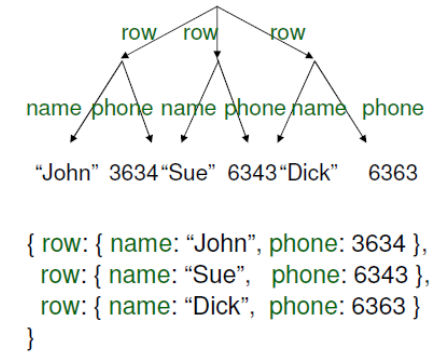 row row row
name phone name phone name phone
“John” 3634 “Sue” 6343 “Dick” 6363
{ row: { name: “John”, phone: 3634 },
row: { name: “Sue”, phone: 6343 },
row: { name: “Dick”, phone: 6363 }
}